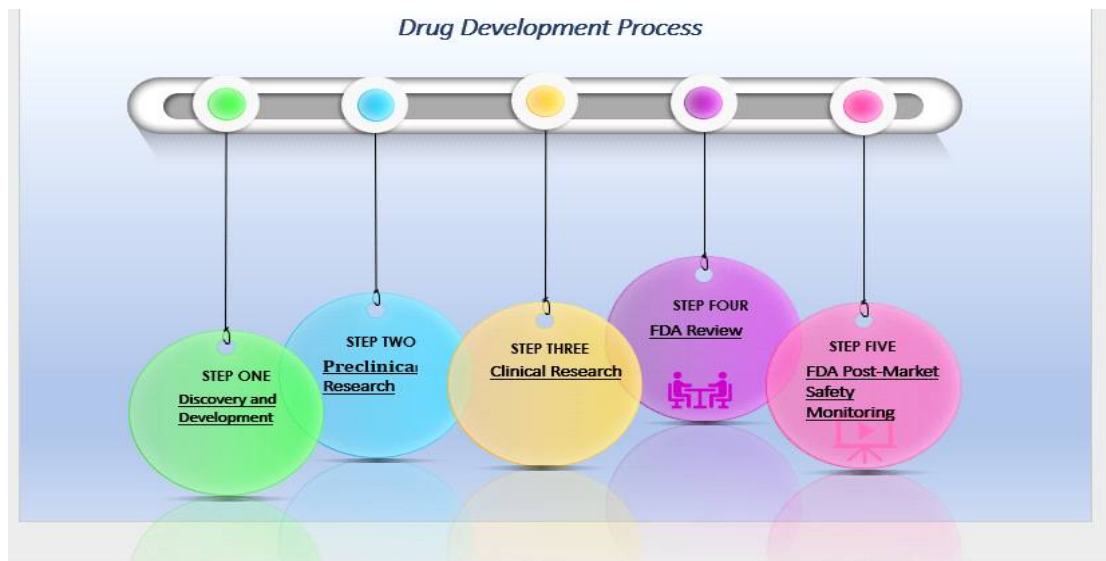 Drug Development Process
STEP ONE
Discovery and
Development
STEP TWO
Preclinical
Research
STEP THREE
Clinical Research
STEP FOUR
FDA Review
STEP FIVE
FDA Post-Market
Safety
Monitoring